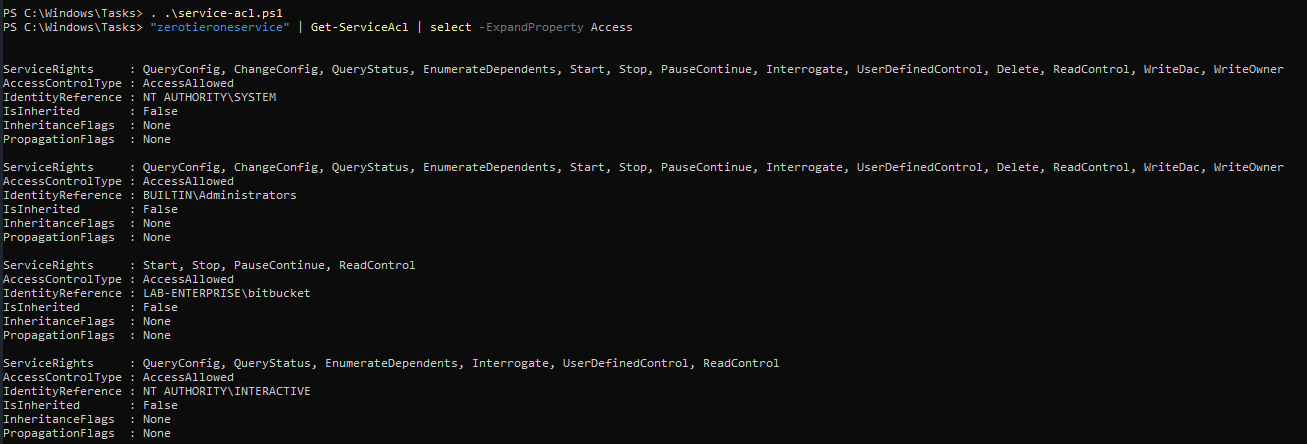 PS C:\Windows\Tasks> . .\service-acl.ps1
PS C:\Windows\Tasks> "zerotieroneservice" | Get-ServiceAcl | select -ExpandProperty Access
ServiceRights     : QueryConfig, ChangeConfig, QueryStatus, EnumerateDependents, Start, Stop, PauseContinue, Interrogate, UserDefinedControl, Delete, ReadControl, WriteDac, WriteOwner
AccessControlType : AccessAllowed
IdentityReference : NT AUTHORITY\SYSTEM
IsInherited       : False
InheritanceFlags  : None
PropagationFlags  : None
ServiceRights     : QueryConfig, ChangeConfig, QueryStatus, EnumerateDependents, Start, Stop, PauseContinue, Interrogate, UserDefinedControl, Delete, ReadControl, WriteDac, WriteOwner
AccessControlType : AccessAllowed
IdentityReference : BUILTIN\Administrators
IsInherited       : False
InheritanceFlags  : None
PropagationFlags  : None
ServiceRights     : Start, Stop, PauseContinue, ReadControl
AccessControlType : AccessAllowed
IdentityReference : LAB-ENTERPRISE\bitbucket
IsInherited       : False
InheritanceFlags  : None
PropagationFlags  : None
ServiceRights     : QueryConfig, QueryStatus, EnumerateDependents, Interrogate, UserDefinedControl, ReadControl
AccessControlType : AccessAllowed
IdentityReference : NT AUTHORITY\INTERACTIVE
IsInherited       : False
InheritanceFlags  : None
PropagationFlags  : None